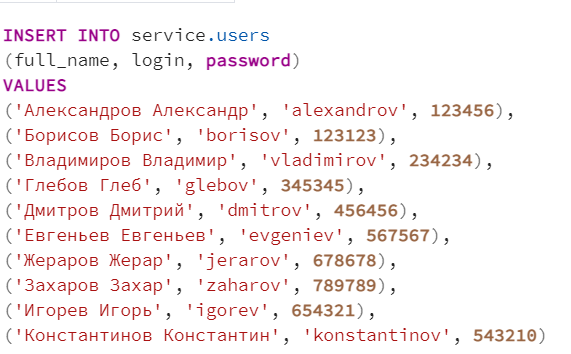 INSERT INTO service.users
(full_name, login, password)
VALUES
('Александров Александр', 'alexandrov', 123456),
('Борисов Борис', 'borisov', 123123),
('Владимиров Владимир', 'vladimirov', 234234),
('Глебов Глеб', 'glebov', 345345),
('Дмитров Дмитрий', 'dmitrov', 456456),
('Евгеньев Евгеньев', 'evgeniev', 567567),
('Жераров Жерар', 'jerarov', 678678),
('Захаров Захар', 'zaharov', 789789),
('Игорев Игорь', 'igorev', 654321),
('Константинов Константин', 'konstantinov', 543210)